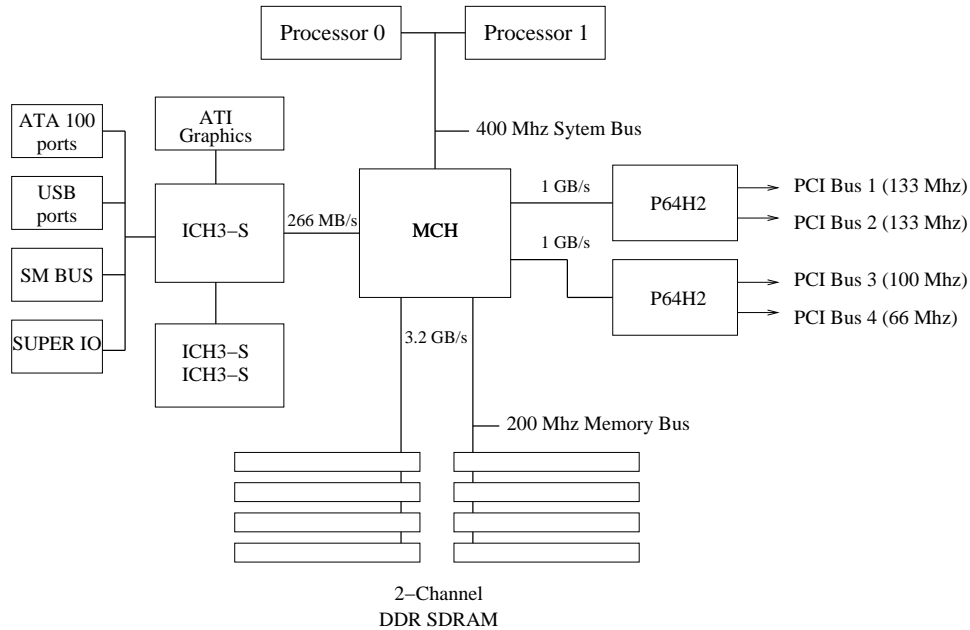 Processor 0
Processor 1
ATA 100
ports
ATI
Graphics
400 Mhz Sytem Bus
USB
ports
ICH3−S
266 MB/s
MCH
1 GB/s
P64H2
PCI Bus 1 (133 Mhz)
PCI Bus 2 (133 Mhz)
SM BUS
1 GB/s
P64H2
PCI Bus 3 (100 Mhz)
PCI Bus 4 (66 Mhz)
SUPER IO
ICH3−S
ICH3−S
3.2 GB/s
200 Mhz Memory Bus
2−Channel
DDR SDRAM